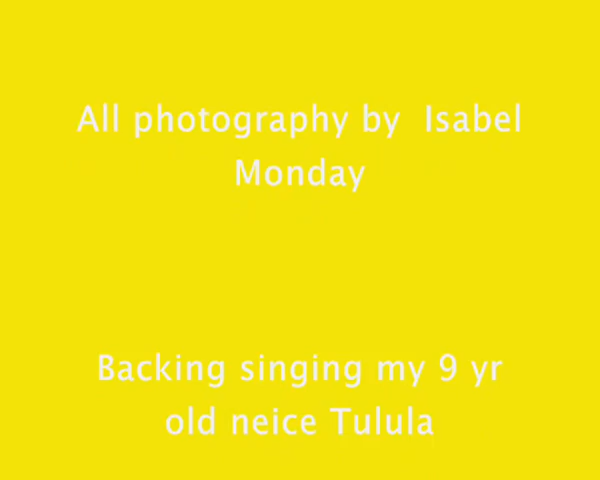 All photography by  Isabel
Monday
Backing singing my 9 yr
old neice Tulula